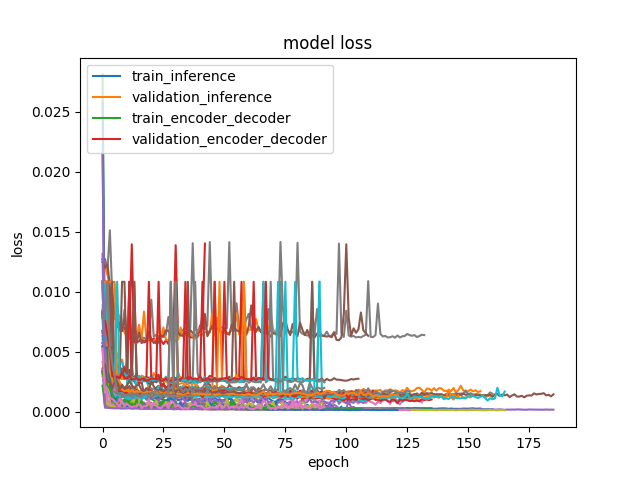 model loss
train_inference
validation_inference
train_encoder_decoder
validation_encoder_decoder
loss
0.025
0.020
0.015
0.010
0.005
0.000
0 25 50 75 100 125 150 175
epoch